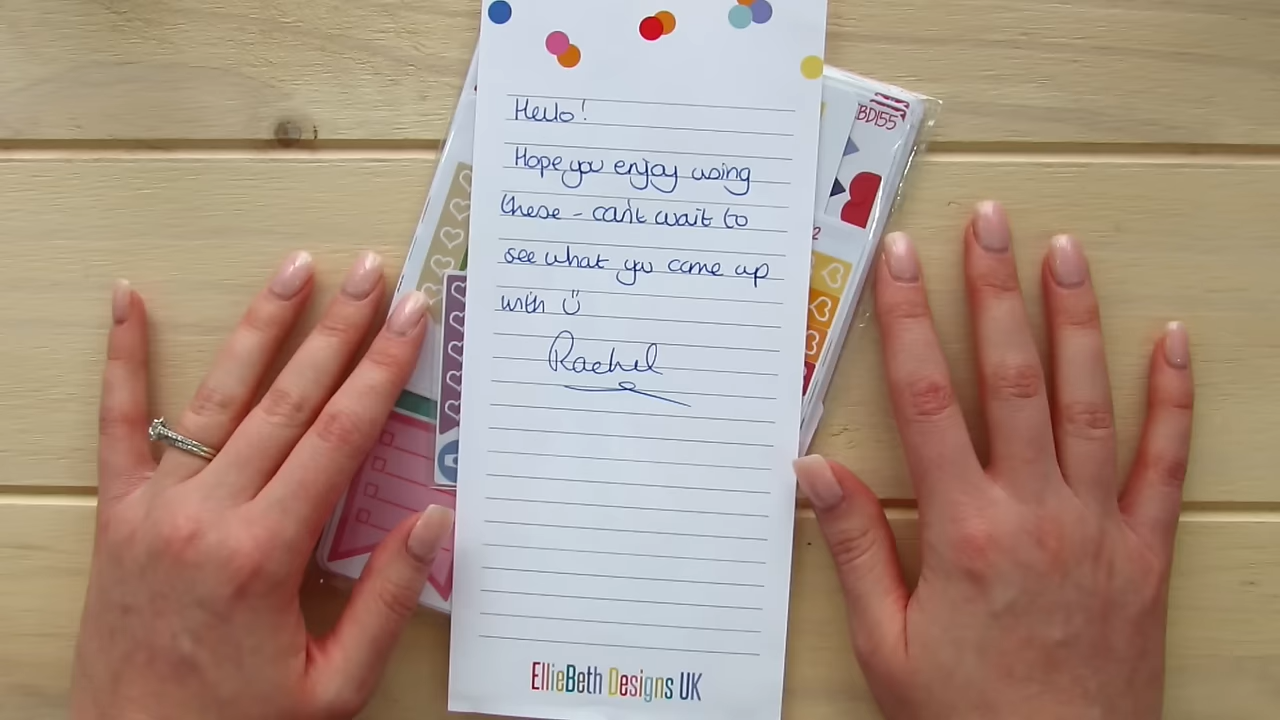 Hello!
Hope you enjoy using
these - can't wait to
see what you come up
with ☺
Rachel
EllieBeth Designs UK
BD155
2